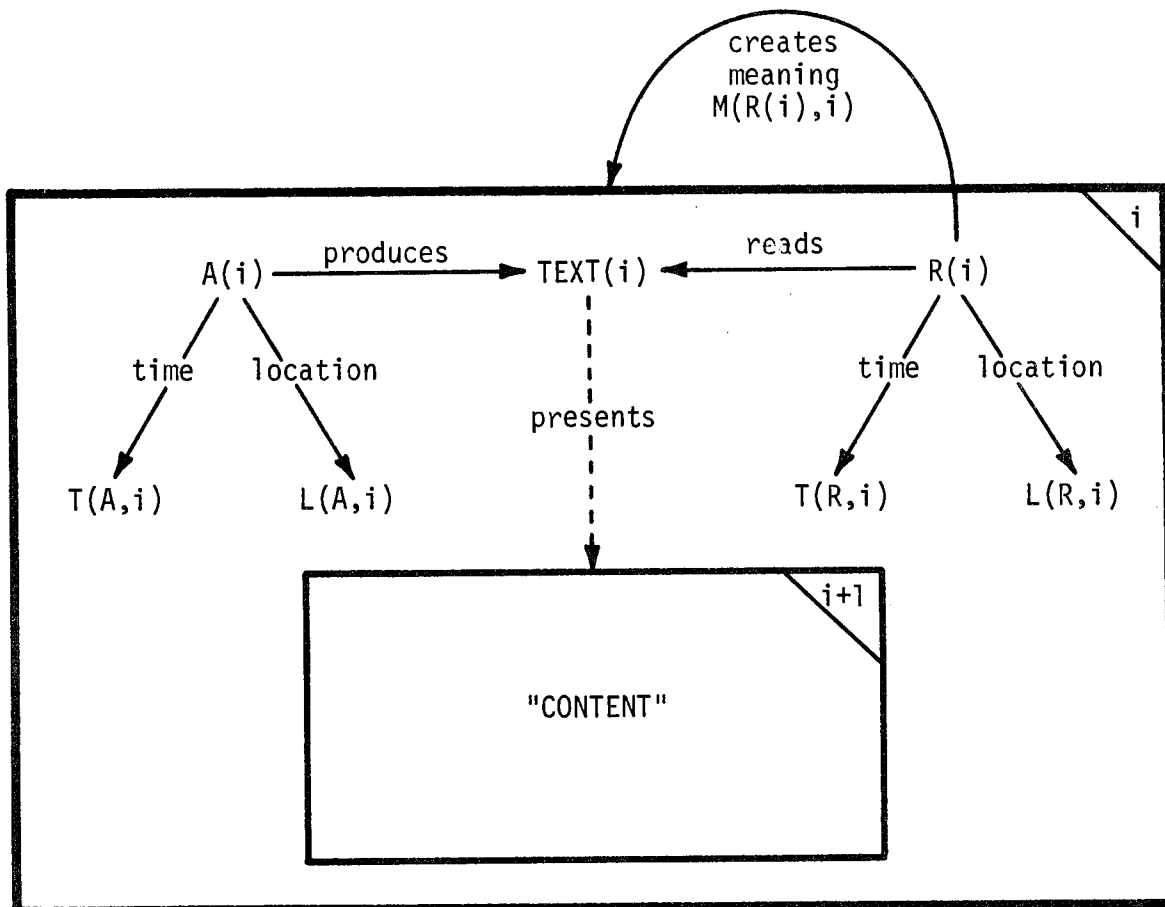 creates
meaning
M(R(i),i)
i
produces
reads
A(i)
TEXT(i)
R(i)
time
location
time
location
presents
T(A,i)
L(A,i)
T(R,i)
L(R,i)
i+1
"CONTENT"